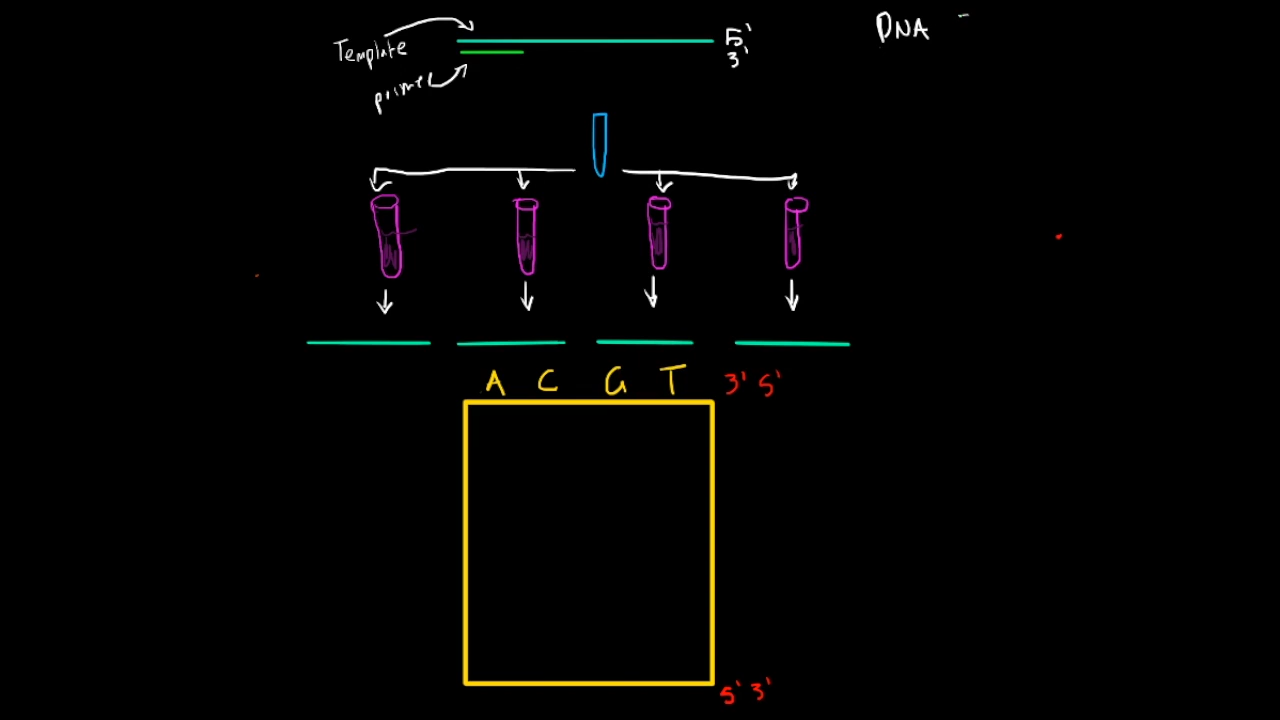 DNA -
Template 5'
3'
primer
A C G T 3' 5'
5' 3'